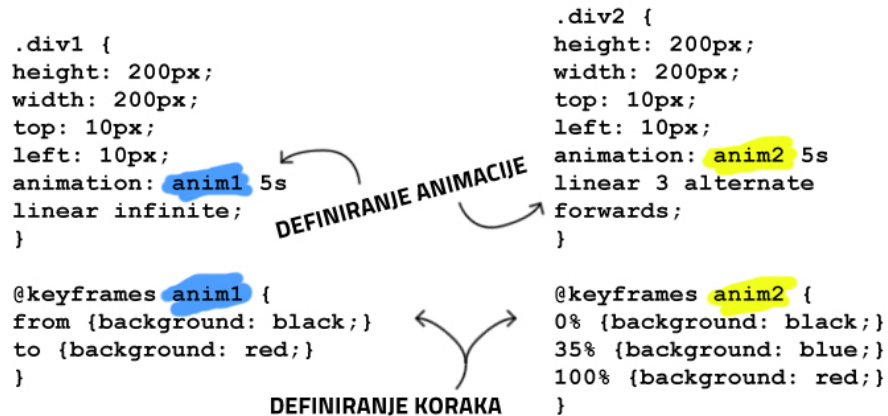 .div1 {
height: 200px;
width: 200px;
top: 10px;
left: 10px;
animation: anim1 5s
linear infinite;
}
@keyframes anim1 {
from {background: black;}
to {background: red;}
}
DEFINIRANJE ANIMACIJE
DEFINIRANJE KORAKA
.div2 {
height: 200px;
width: 200px;
top: 10px;
left: 10px;
animation: anim2 5s
linear 3 alternate
forwards;
}
@keyframes anim2 {
0% {background: black;}
35% {background: blue;}
100% {background: red;}
}